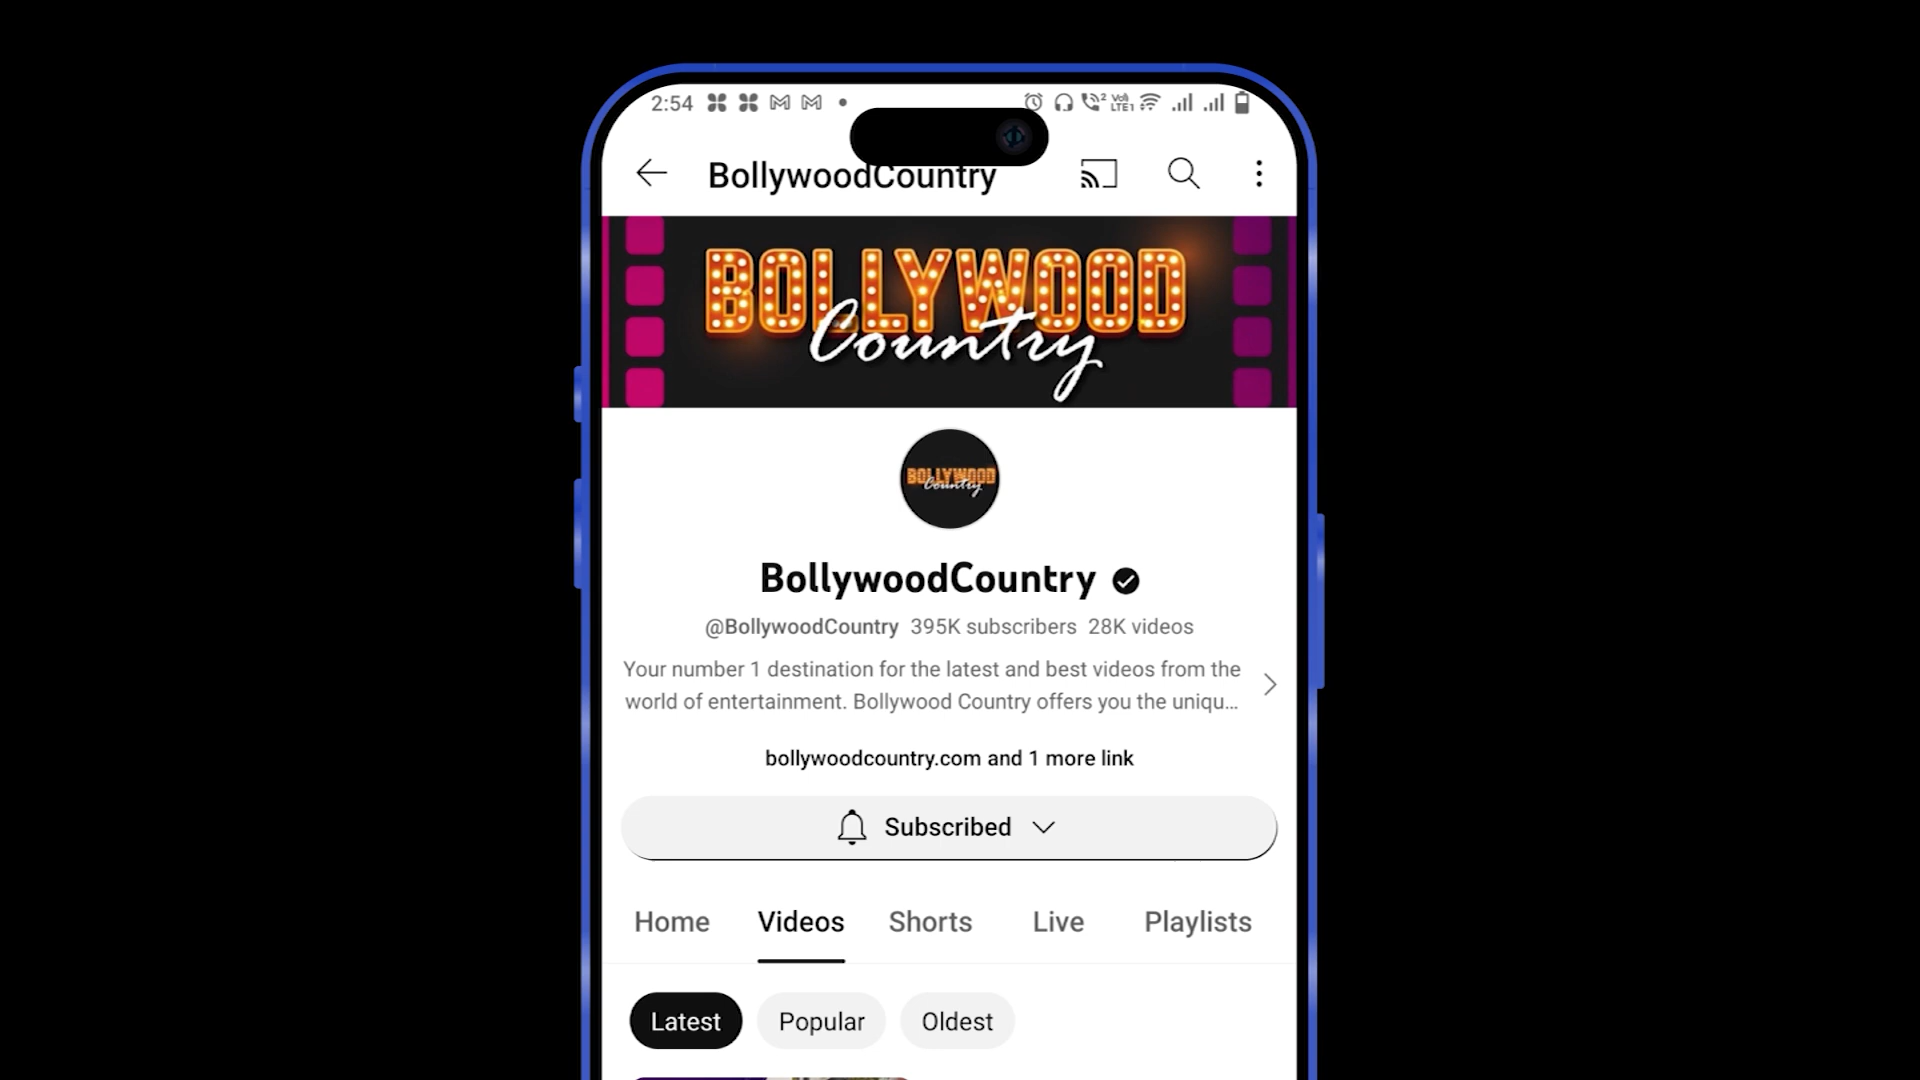 2:54
VoI) LTE1
BollywoodCountry
BOLLYWOOD
Country
BOLLYWOOD
Country
BollywoodCountry
@BollywoodCountry 395K subscribers 28K videos
Your number 1 destination for the latest and best videos from the
world of entertainment. Bollywood Country offers you the uniqu...
bollywoodcountry.com and 1 more link
Subscribed
Home Videos Shorts Live Playlists
Latest Popular Oldest